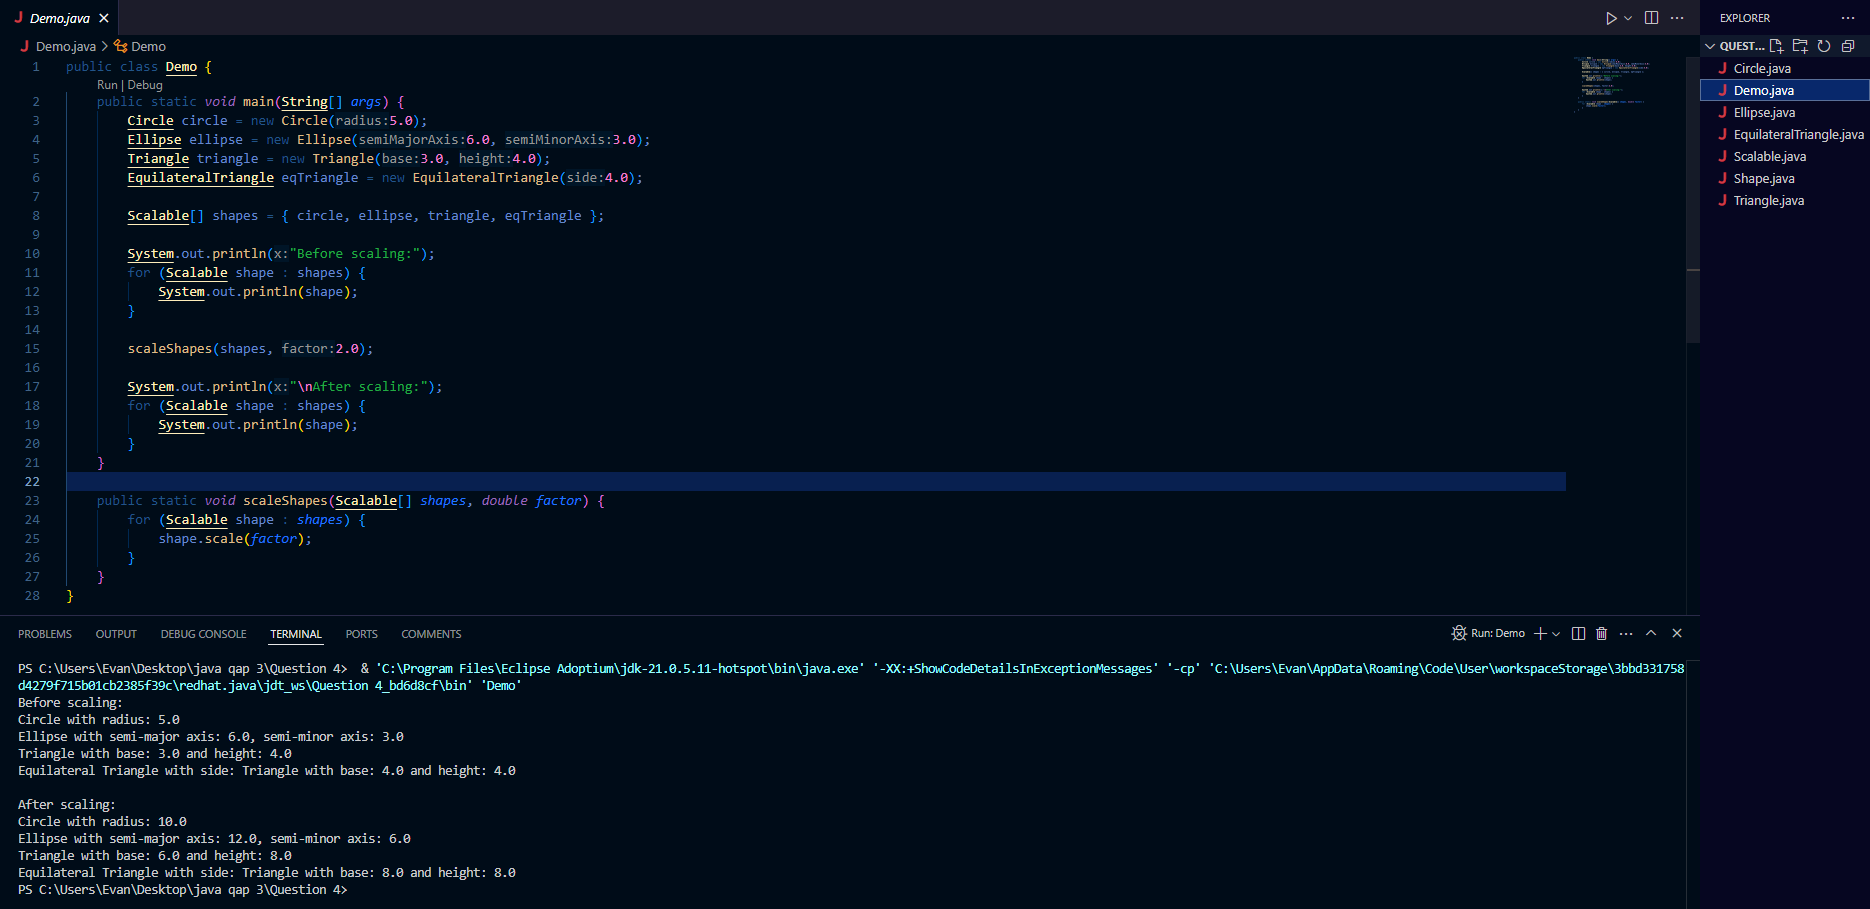 Demo.java
EXPLORER
Demo.java > Demo
QUEST...
1 public class Demo {
Run | Debug
2 public static void main(String[] args) {
3 Circle circle = new Circle(radius:5.0);
4 Ellipse ellipse = new Ellipse(semiMajorAxis:6.0, semiMinorAxis:3.0);
5 Triangle triangle = new Triangle(base:3.0, height:4.0);
6 EquilateralTriangle eqTriangle = new EquilateralTriangle(side:4.0);
7
8 Scalable[] shapes = { circle, ellipse, triangle, eqTriangle };
9
10 System.out.println(x:"Before scaling:");
11 for (Scalable shape : shapes) {
12 System.out.println(shape);
13 }
14
15 scaleShapes(shapes, factor:2.0);
16
17 System.out.println(x:"\nAfter scaling:");
18 for (Scalable shape : shapes) {
19 System.out.println(shape);
20 }
21 }
22
23 public static void scaleShapes(Scalable[] shapes, double factor) {
24 for (Scalable shape : shapes) {
25 shape.scale(factor);
26 }
27 }
28 }
Circle.java
Demo.java
Ellipse.java
EquilateralTriangle.java
Scalable.java
Shape.java
Triangle.java
PROBLEMS OUTPUT DEBUG CONSOLE TERMINAL PORTS COMMENTS
Run: Demo
PS C:\Users\Evan\Desktop\java qap 3\Question 4> & 'C:\Program Files\Eclipse Adoptium\jdk-21.0.5.11-hotspot\bin\java.exe' '-XX:+ShowCodeDetailsInExceptionMessages' '-cp' 'C:\Users\Evan\AppData\Roaming\Code\User\workspaceStorage\3bbd331758
d4279f715b01cb2385f39c\redhat.java\jdt_ws\Question 4_bd6d8cf\bin' 'Demo'
Before scaling:
Circle with radius: 5.0
Ellipse with semi-major axis: 6.0, semi-minor axis: 3.0
Triangle with base: 3.0 and height: 4.0
Equilateral Triangle with side: Triangle with base: 4.0 and height: 4.0
After scaling:
Circle with radius: 10.0
Ellipse with semi-major axis: 12.0, semi-minor axis: 6.0
Triangle with base: 6.0 and height: 8.0
Equilateral Triangle with side: Triangle with base: 8.0 and height: 8.0
PS C:\Users\Evan\Desktop\java qap 3\Question 4>